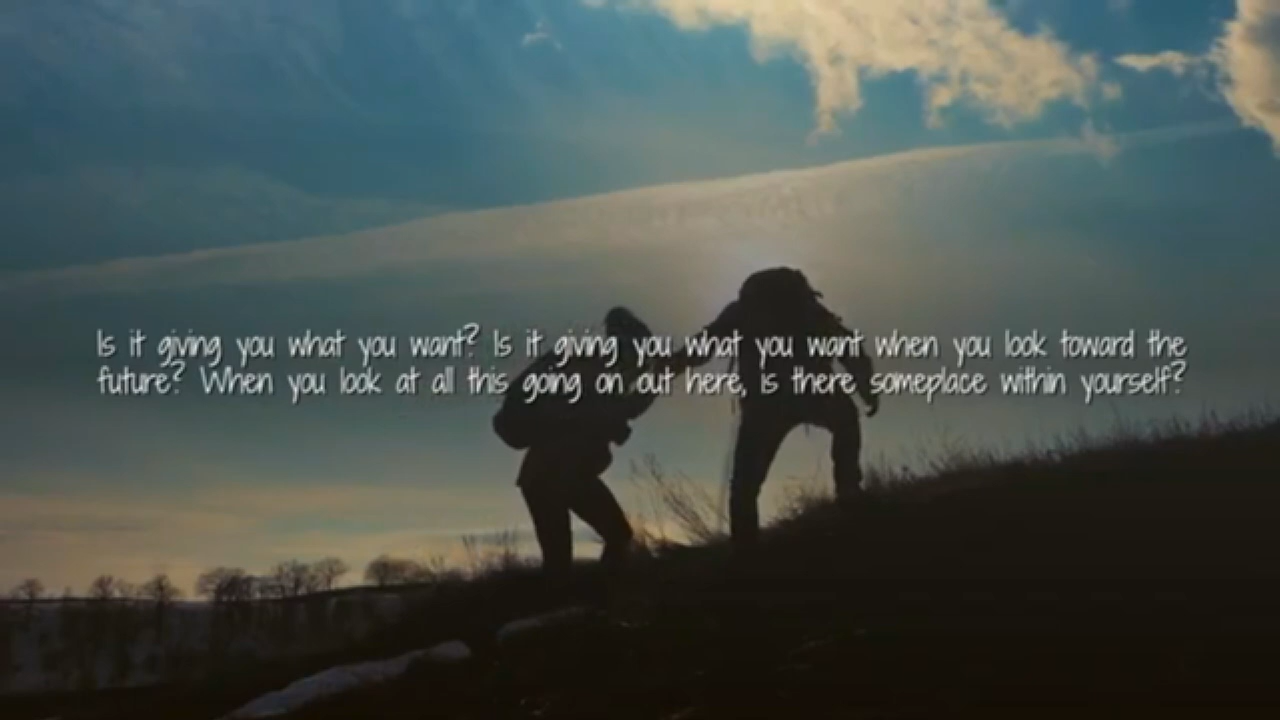 Is it giving you what you want? Is it giving you what you want when you look toward the
future? When you look at all this going on out here, is there someplace within yourself?